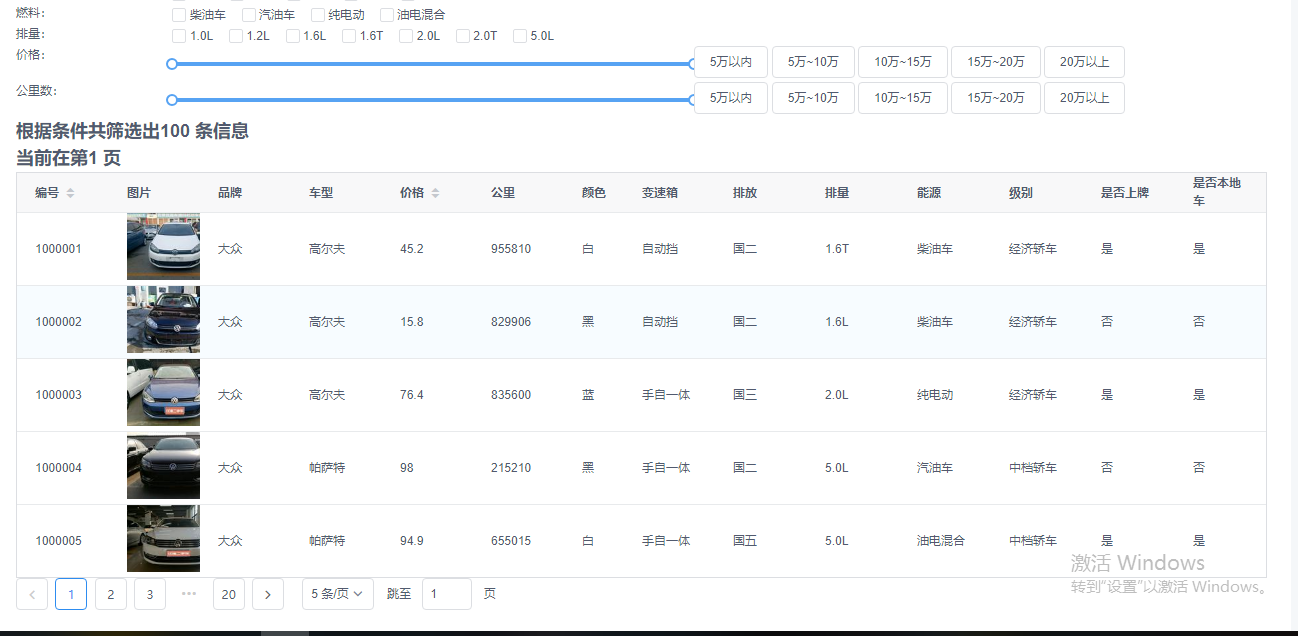 燃料: 柴油车 汽油车 纯电动 油电混合
排量: 1.0L 1.2L 1.6L 1.6T 2.0L 2.0T 5.0L
价格: 5万以内 5万~10万 10万~15万 15万~20万 20万以上
公里数: 5万以内 5万~10万 10万~15万 15万~20万 20万以上
根据条件共筛选出100 条信息
当前在第1 页
编号 图片 品牌 车型 价格 公里 颜色 变速箱 排放 排量 能源 级别 是否上牌 是否本地车
1000001 大众 高尔夫 45.2 955810 白 自动挡 国二 1.6T 柴油车 经济轿车 是 是
1000002 大众 高尔夫 15.8 829906 黑 自动挡 国二 1.6L 柴油车 经济轿车 否 否
1000003 大众 高尔夫 76.4 835600 蓝 手自一体 国三 2.0L 纯电动 经济轿车 是 是
1000004 大众 帕萨特 98 215210 黑 手自一体 国二 5.0L 汽油车 中档轿车 否 否
1000005 大众 帕萨特 94.9 655015 白 手自一体 国五 5.0L 油电混合 中档轿车 是 是
激活 Windows
转到"设置"以激活 Windows。
1 2 3 ••• 20 5 条/页 跳至 1 页